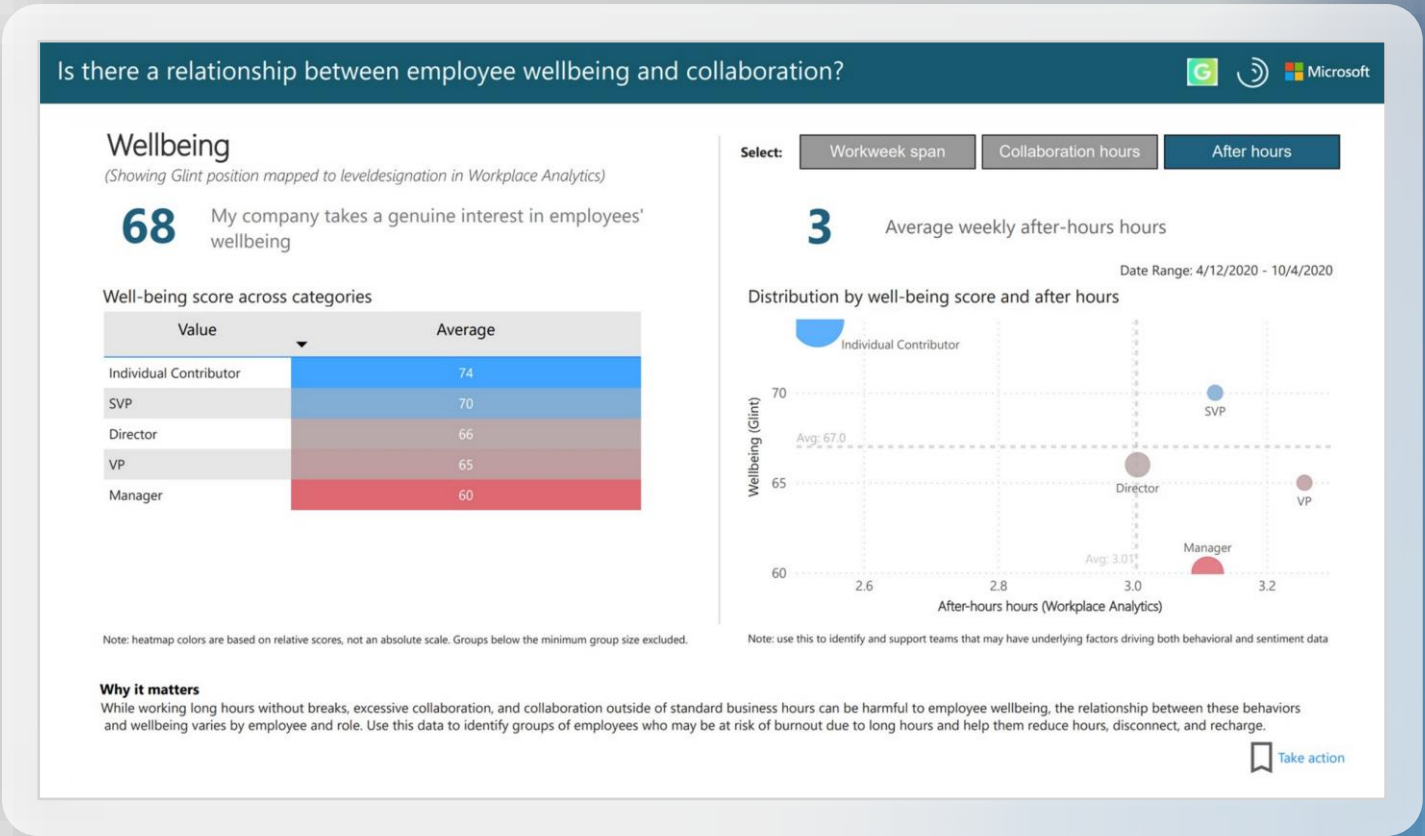 Is there a relationship between employee wellbeing and collaboration?
G
Microsoft
Wellbeing
(Showing Glint position mapped to leveldesignation in Workplace Analytics)
68
My company takes a genuine interest in employees'
wellbeing
Well-being score across categories
Value Average
Individual Contributor 74
SVP 70
Director 66
VP 65
Manager 60
Note: heatmap colors are based on relative scores, not an absolute scale. Groups below the minimum group size excluded.
Select: Workweek span Collaboration hours After hours
3 Average weekly after-hours hours
Date Range: 4/12/2020 - 10/4/2020
Distribution by well-being score and after hours
Individual Contributor
70
SVP
Avg: 67.0
Wellbeing (Glint)
65
Director
VP
Manager
Avg: 3.01
60
2.6 2.8 3.0 3.2
After-hours hours (Workplace Analytics)
Note: use this to identify and support teams that may have underlying factors driving both behavioral and sentiment data
Why it matters
While working long hours without breaks, excessive collaboration, and collaboration outside of standard business hours can be harmful to employee wellbeing, the relationship between these behaviors
and wellbeing varies by employee and role. Use this data to identify groups of employees who may be at risk of burnout due to long hours and help them reduce hours, disconnect, and recharge.
Take action